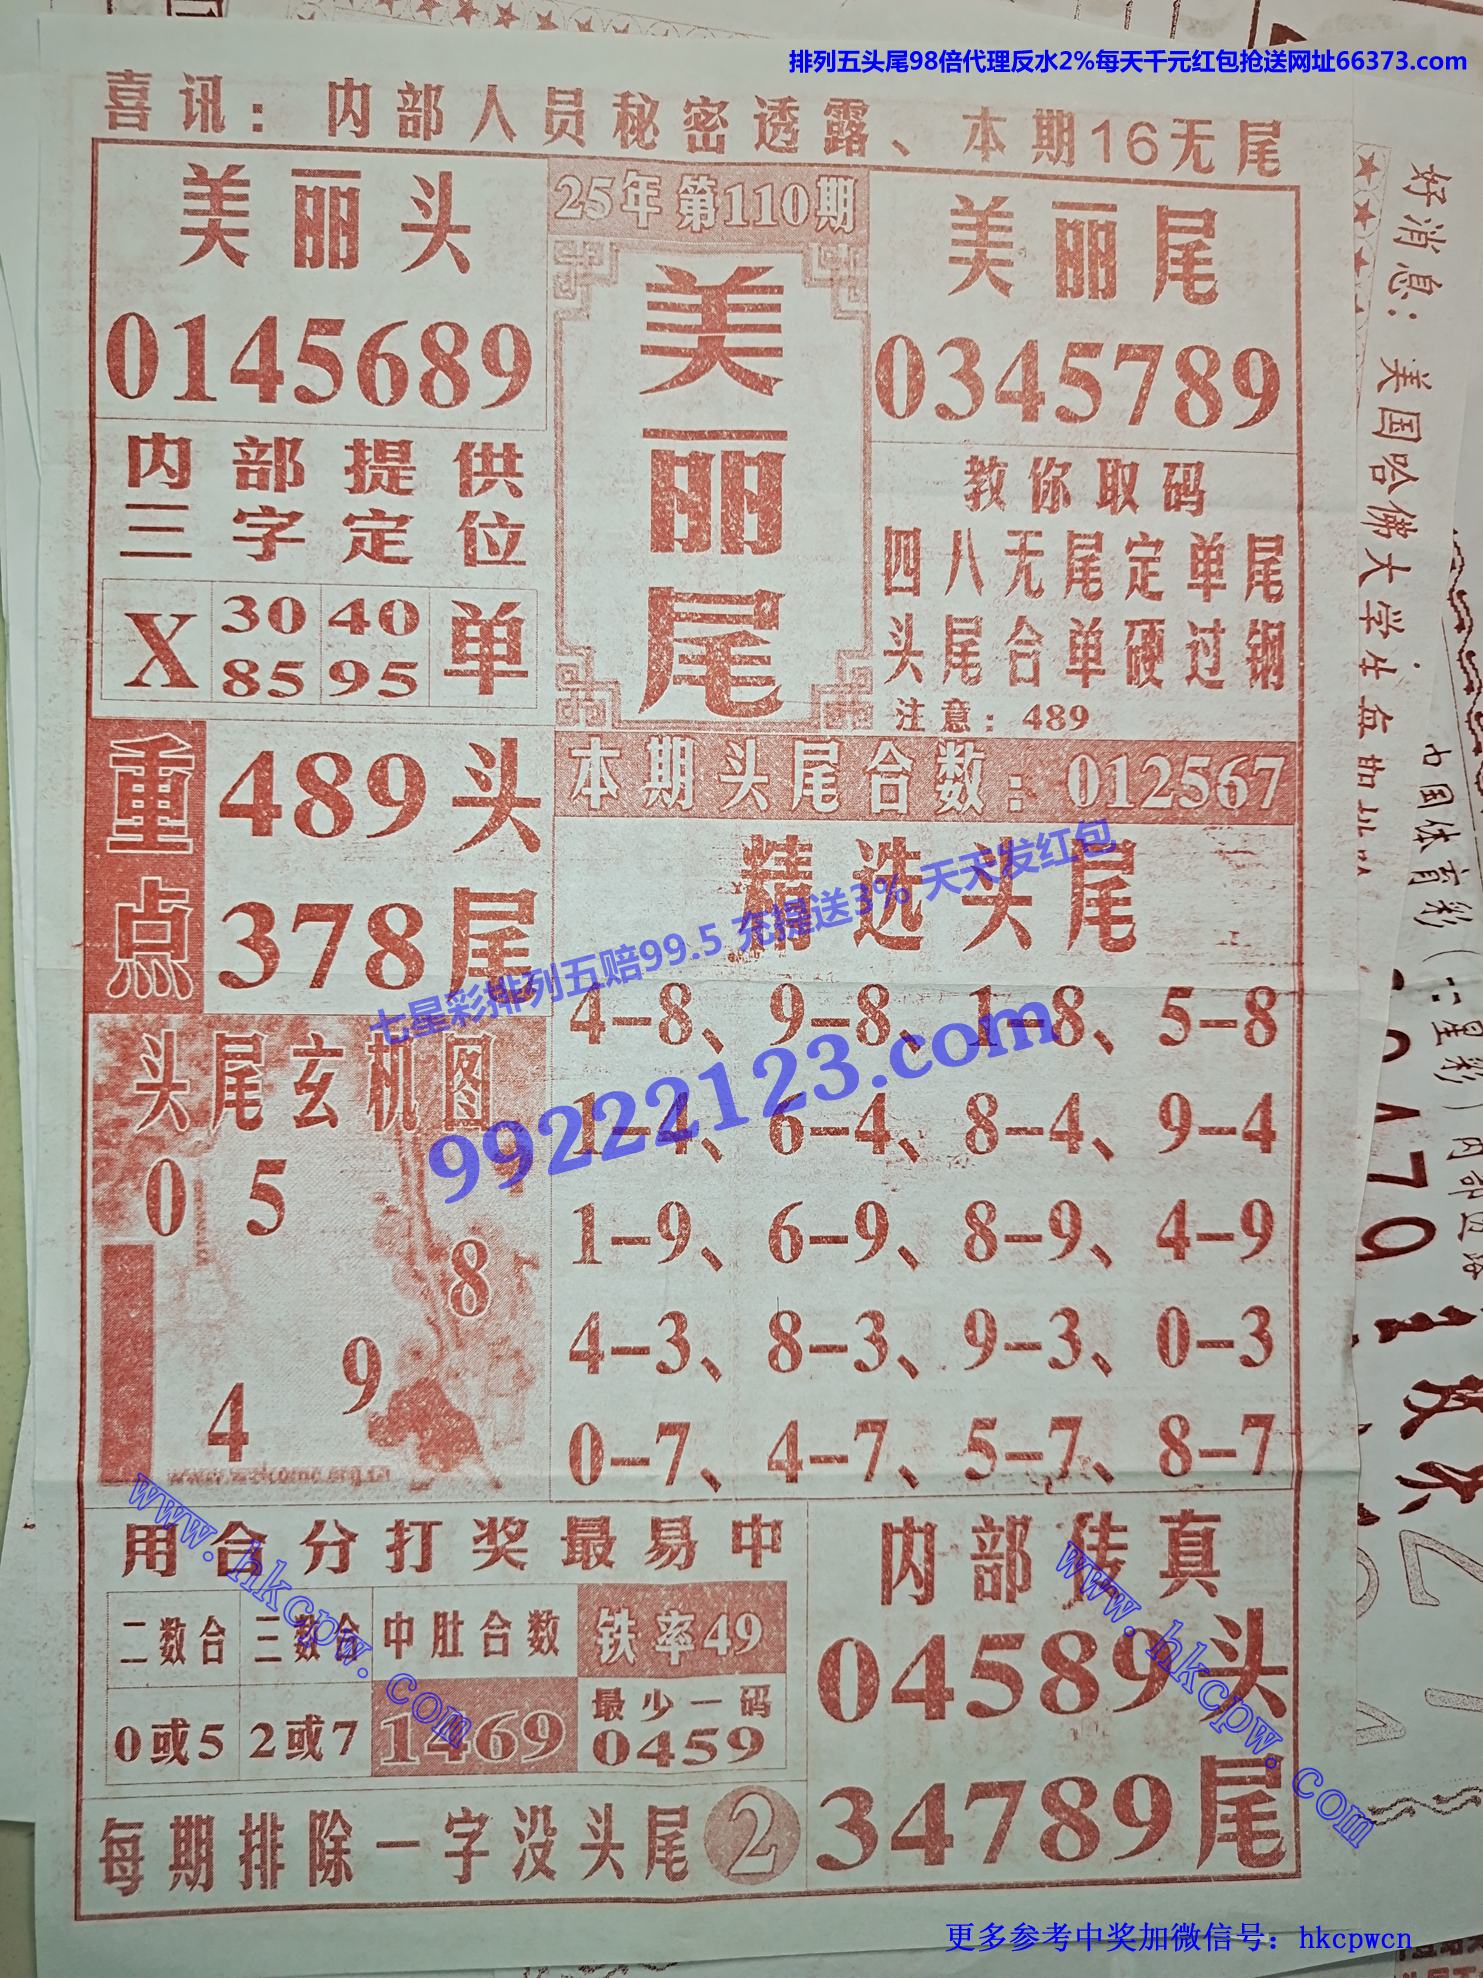 排列五头尾98倍代理反水2%每天千元红包抢送网址66373.com
喜讯：内部人员秘密透露、本期16无尾
美丽头
0145689
25年第110期
美丽尾
美丽尾
0345789
内部提供
三字定位
X 30 40 单
85 95
教你取码
四八无尾定单尾
头尾合单硬过钢
注意：489
重点
489头
378尾
本期头尾合数：012567
精选头尾
4-8、9-8、1-8、5-8
1-4、6-4、8-4、9-4
1-9、6-9、8-9、4-9
4-3、8-3、9-3、0-3
0-7、4-7、5-7、8-7
七星彩排列五赔99.5 充提送3% 天天发红包
99222123.com
头尾玄机图
0 5
8
9
4
www.welcome.org.cn
用合分打奖最易中
二数合 三数合 中肚合数 铁率49
0或5 2或7 1469 最少一码
0459
每期排除一字没头尾2
内部传真
04589头
34789尾
www.hkcpw.com
www.hkcpw.com
好消息：美国哈佛大学生
中国体育彩（七星彩）内部透路
更多参考中奖加微信号：hkcpwcn